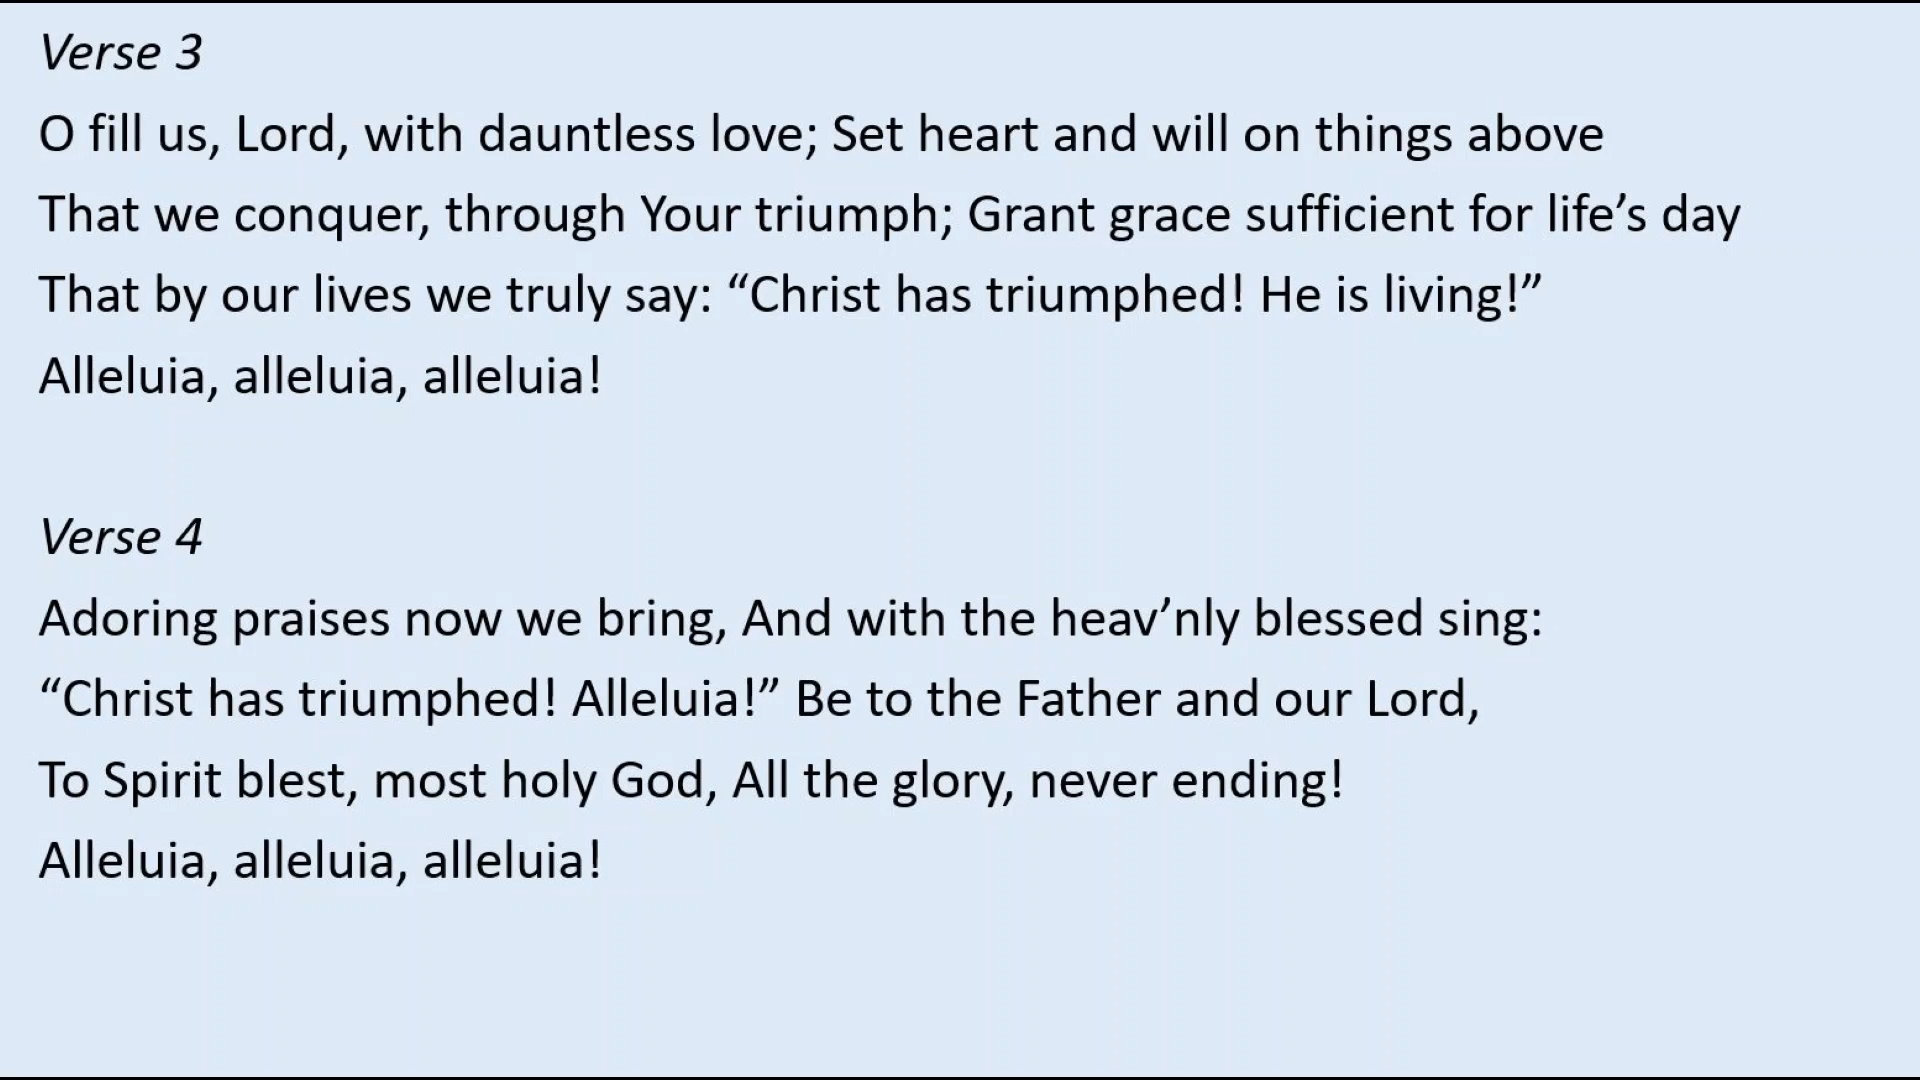 Verse 3
O fill us, Lord, with dauntless love; Set heart and will on things above
That we conquer, through Your triumph; Grant grace sufficient for life’s day
That by our lives we truly say: “Christ has triumphed! He is living!”
Alleluia, alleluia, alleluia!
Verse 4
Adoring praises now we bring, And with the heav’nly blessed sing:
“Christ has triumphed! Alleluia!” Be to the Father and our Lord,
To Spirit blest, most holy God, All the glory, never ending!
Alleluia, alleluia, alleluia!